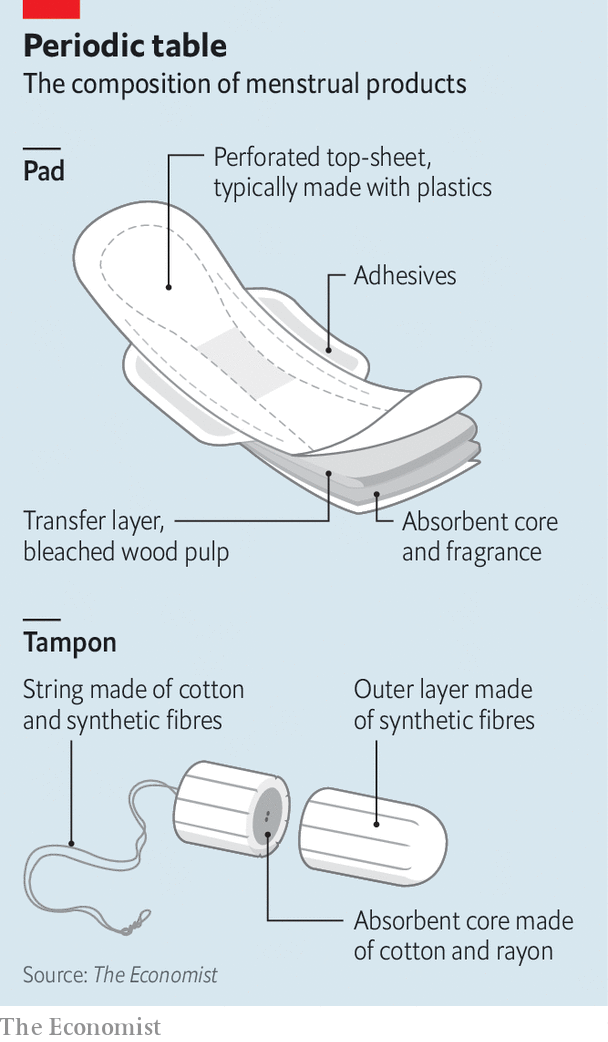 Periodic table
The composition of menstrual products
Pad
Perforated top-sheet,
typically made with plastics
Adhesives
Transfer layer,
bleached wood pulp
Absorbent core
and fragrance
Tampon
String made of cotton
and synthetic fibres
Outer layer made
of synthetic fibres
Absorbent core made
of cotton and rayon
Source: The Economist
The Economist